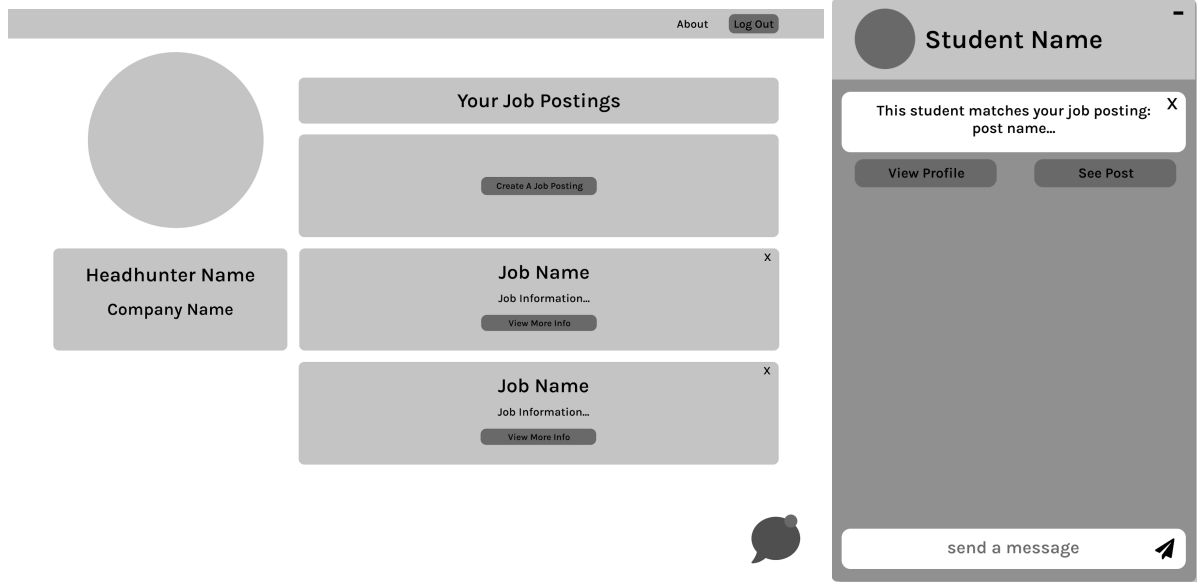 About
Log Out
Your Job Postings
Create A Job Posting
Headhunter Name
Company Name
X
Job Name
Job Information...
View More Info
X
Job Name
Job Information...
View More Info
Student Name
This student matches your job posting:
post name...
X
View Profile
See Post
send a message